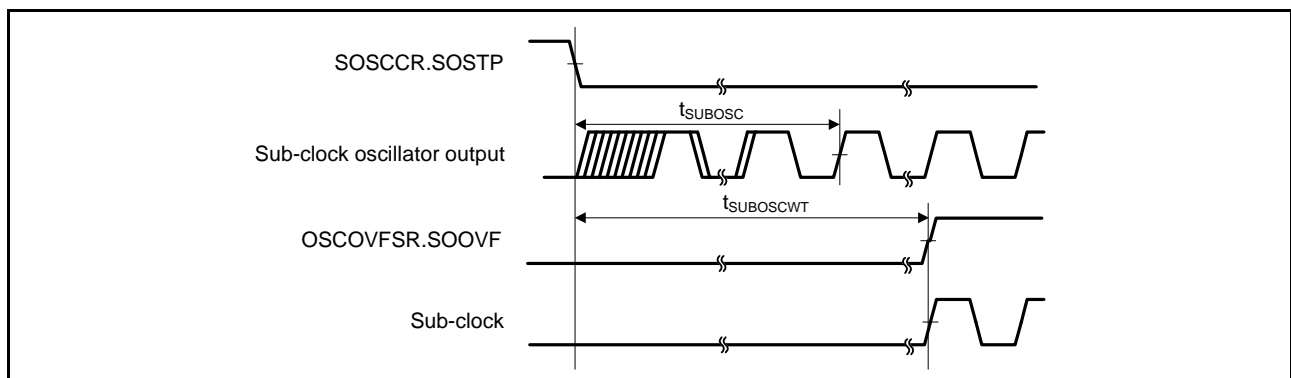 SOSCCR.SOSTP
tSUBOSC
Sub-clock oscillator output
tSUBOSCWT
OSCOVFSR.SOOVF
Sub-clock